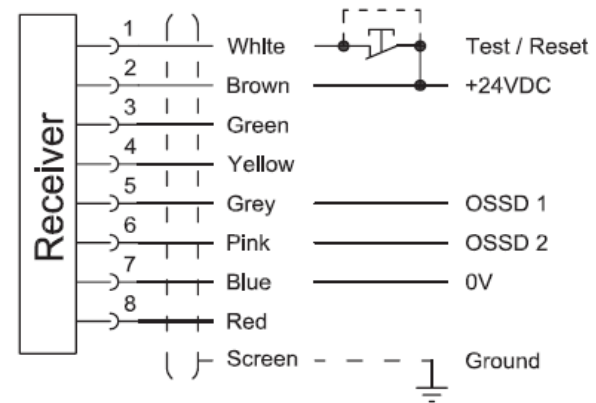 Receiver
1 White Test / Reset
2 Brown +24VDC
3 Green
4 Yellow
5 Grey OSSD 1
6 Pink OSSD 2
7 Blue 0V
8 Red
Screen Ground